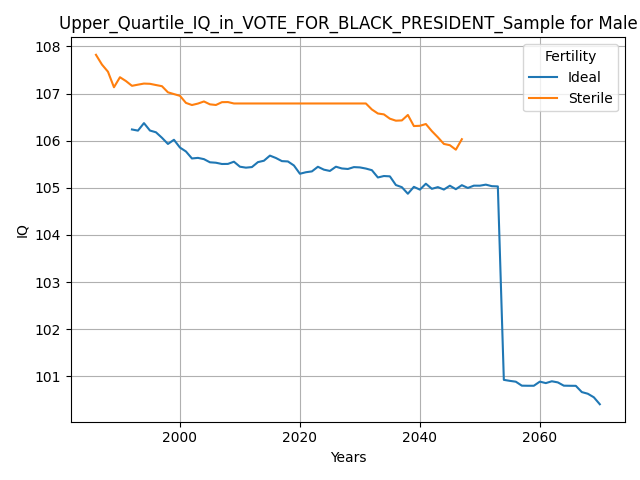 Upper_Quartile_IQ_in_VOTE_FOR_BLACK_PRESIDENT_Sample for Male
Fertility
Ideal
Sterile
108
107
106
105
104
103
102
101
IQ
2000 2020 2040 2060
Years